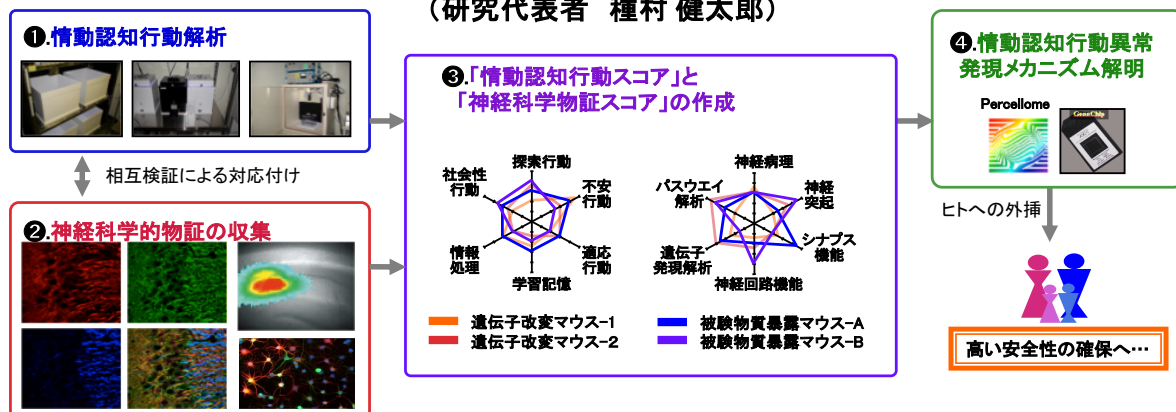 （研究代表者　種村 健太郎）
❶.情動認知行動解析
相互検証による対応付け
❷.神経科学的物証の収集
❸.「情動認知行動スコア」と
「神経科学物証スコア」の作成
探索行動
不安
行動
適応
行動
学習記憶
情報
処理
社会性
行動
神経病理
神経
突起
シナプス
機能
神経回路機能
遺伝子
発現解析
パスウエイ
解析
遺伝子改変マウス-1
遺伝子改変マウス-2
被験物質暴露マウス-A
被験物質暴露マウス-B
❹.情動認知行動異常
発現メカニズム解明
Percellome
GeneChip
ヒトへの外挿
高い安全性の確保へ…